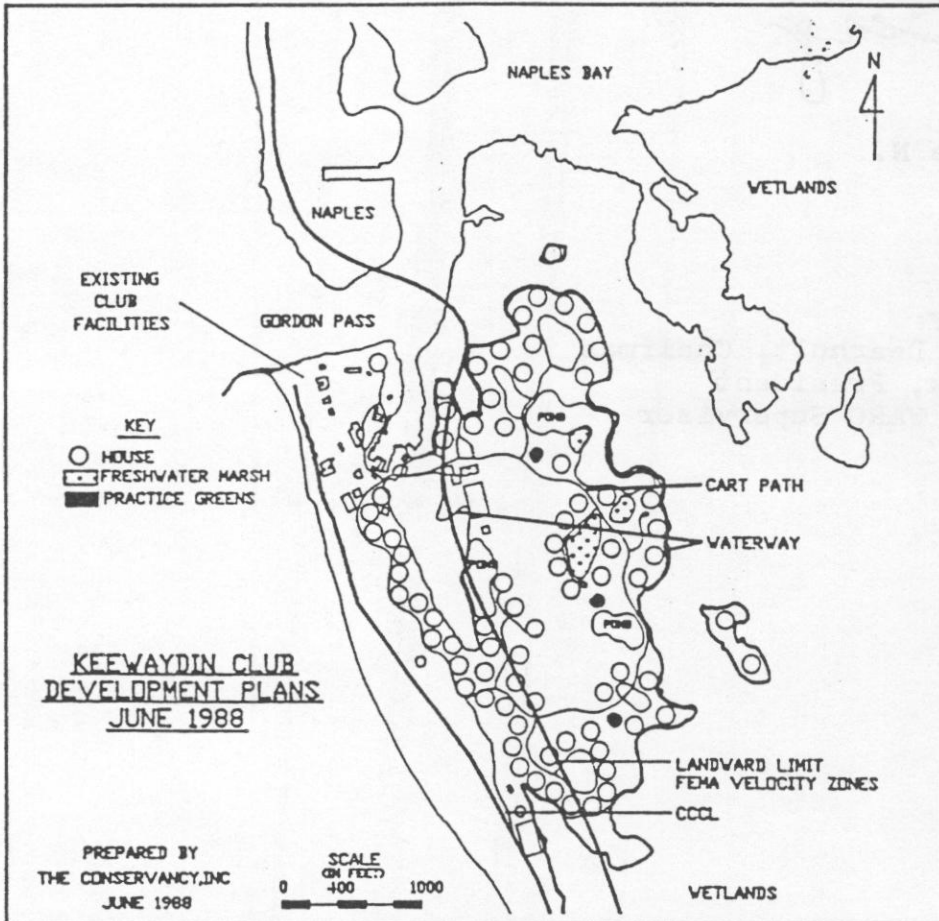 NAPLES BAY
N
WETLANDS
NAPLES
EXISTING
CLUB
FACILITIES
GORDON PASS
KEY
HOUSE
FRESHWATER MARSH
PRACTICE GREENS
POND
CART PATH
WATERWAY
POND
POND
KEEWAYDIN CLUB
DEVELOPMENT PLANS
JUNE 1988
LANDWARD LIMIT
FEMA VELOCITY ZONES
CCCL
PREPARED BY
THE CONSERVANCY,INC
JUNE 1988
SCALE
(IN FEET)
0 400 1000
WETLANDS